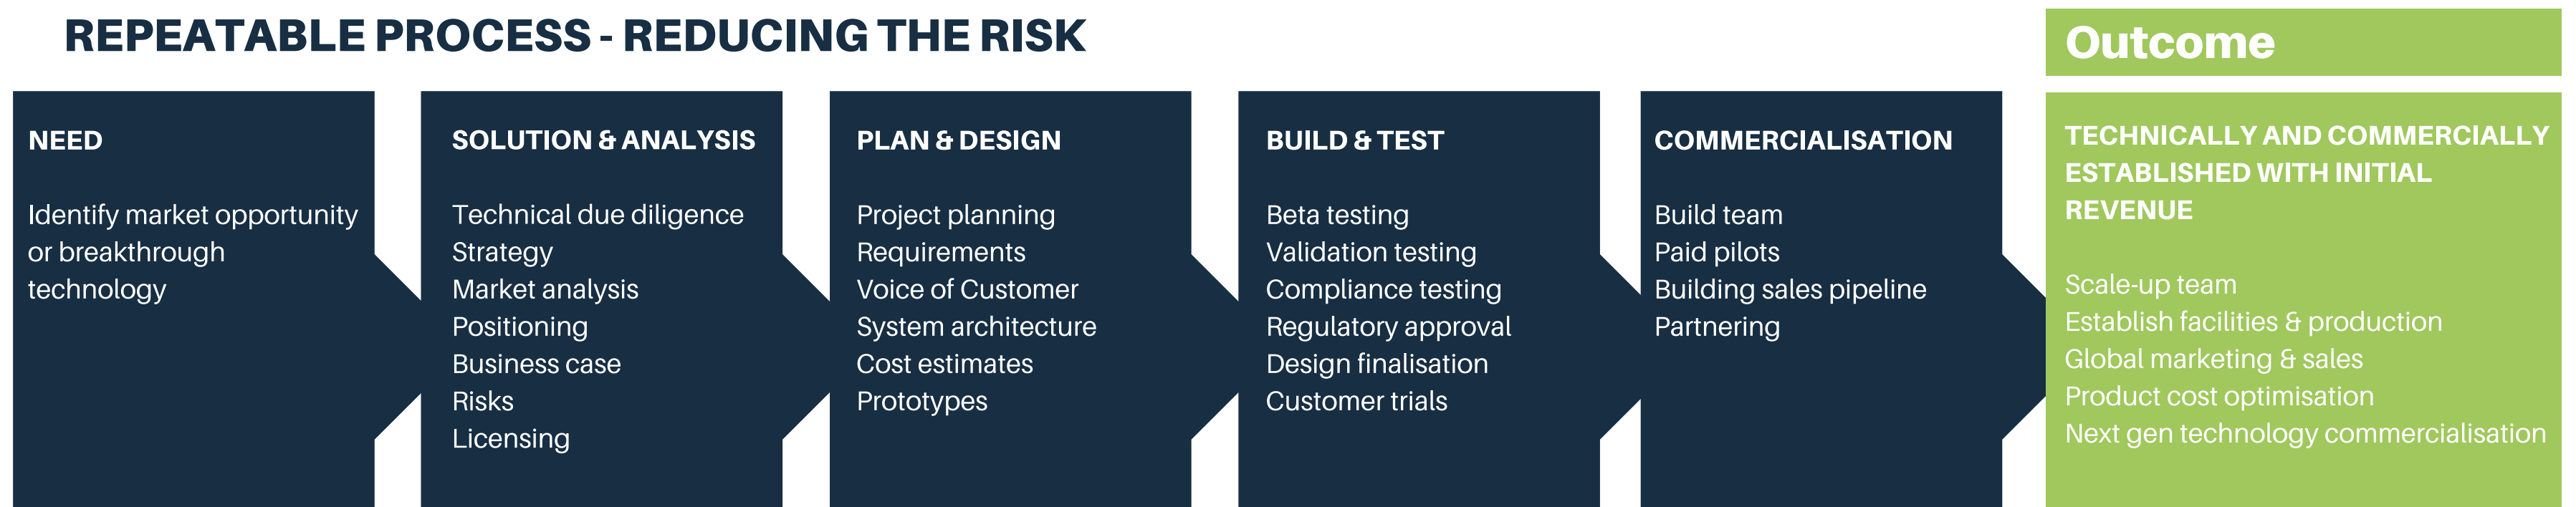 REPEATABLE PROCESS - REDUCING THE RISK
Outcome
NEED
Identify market opportunity
or breakthrough
technology
SOLUTION & ANALYSIS
Technical due diligence
Strategy
Market analysis
Positioning
Business case
Risks
Licensing
PLAN & DESIGN
Project planning
Requirements
Voice of Customer
System architecture
Cost estimates
Prototypes
BUILD & TEST
Beta testing
Validation testing
Compliance testing
Regulatory approval
Design finalisation
Customer trials
COMMERCIALISATION
Build team
Paid pilots
Building sales pipeline
Partnering
TECHNICALLY AND COMMERCIALLY
ESTABLISHED WITH INITIAL
REVENUE
Scale-up team
Establish facilities & production
Global marketing & sales
Product cost optimisation
Next gen technology commercialisation